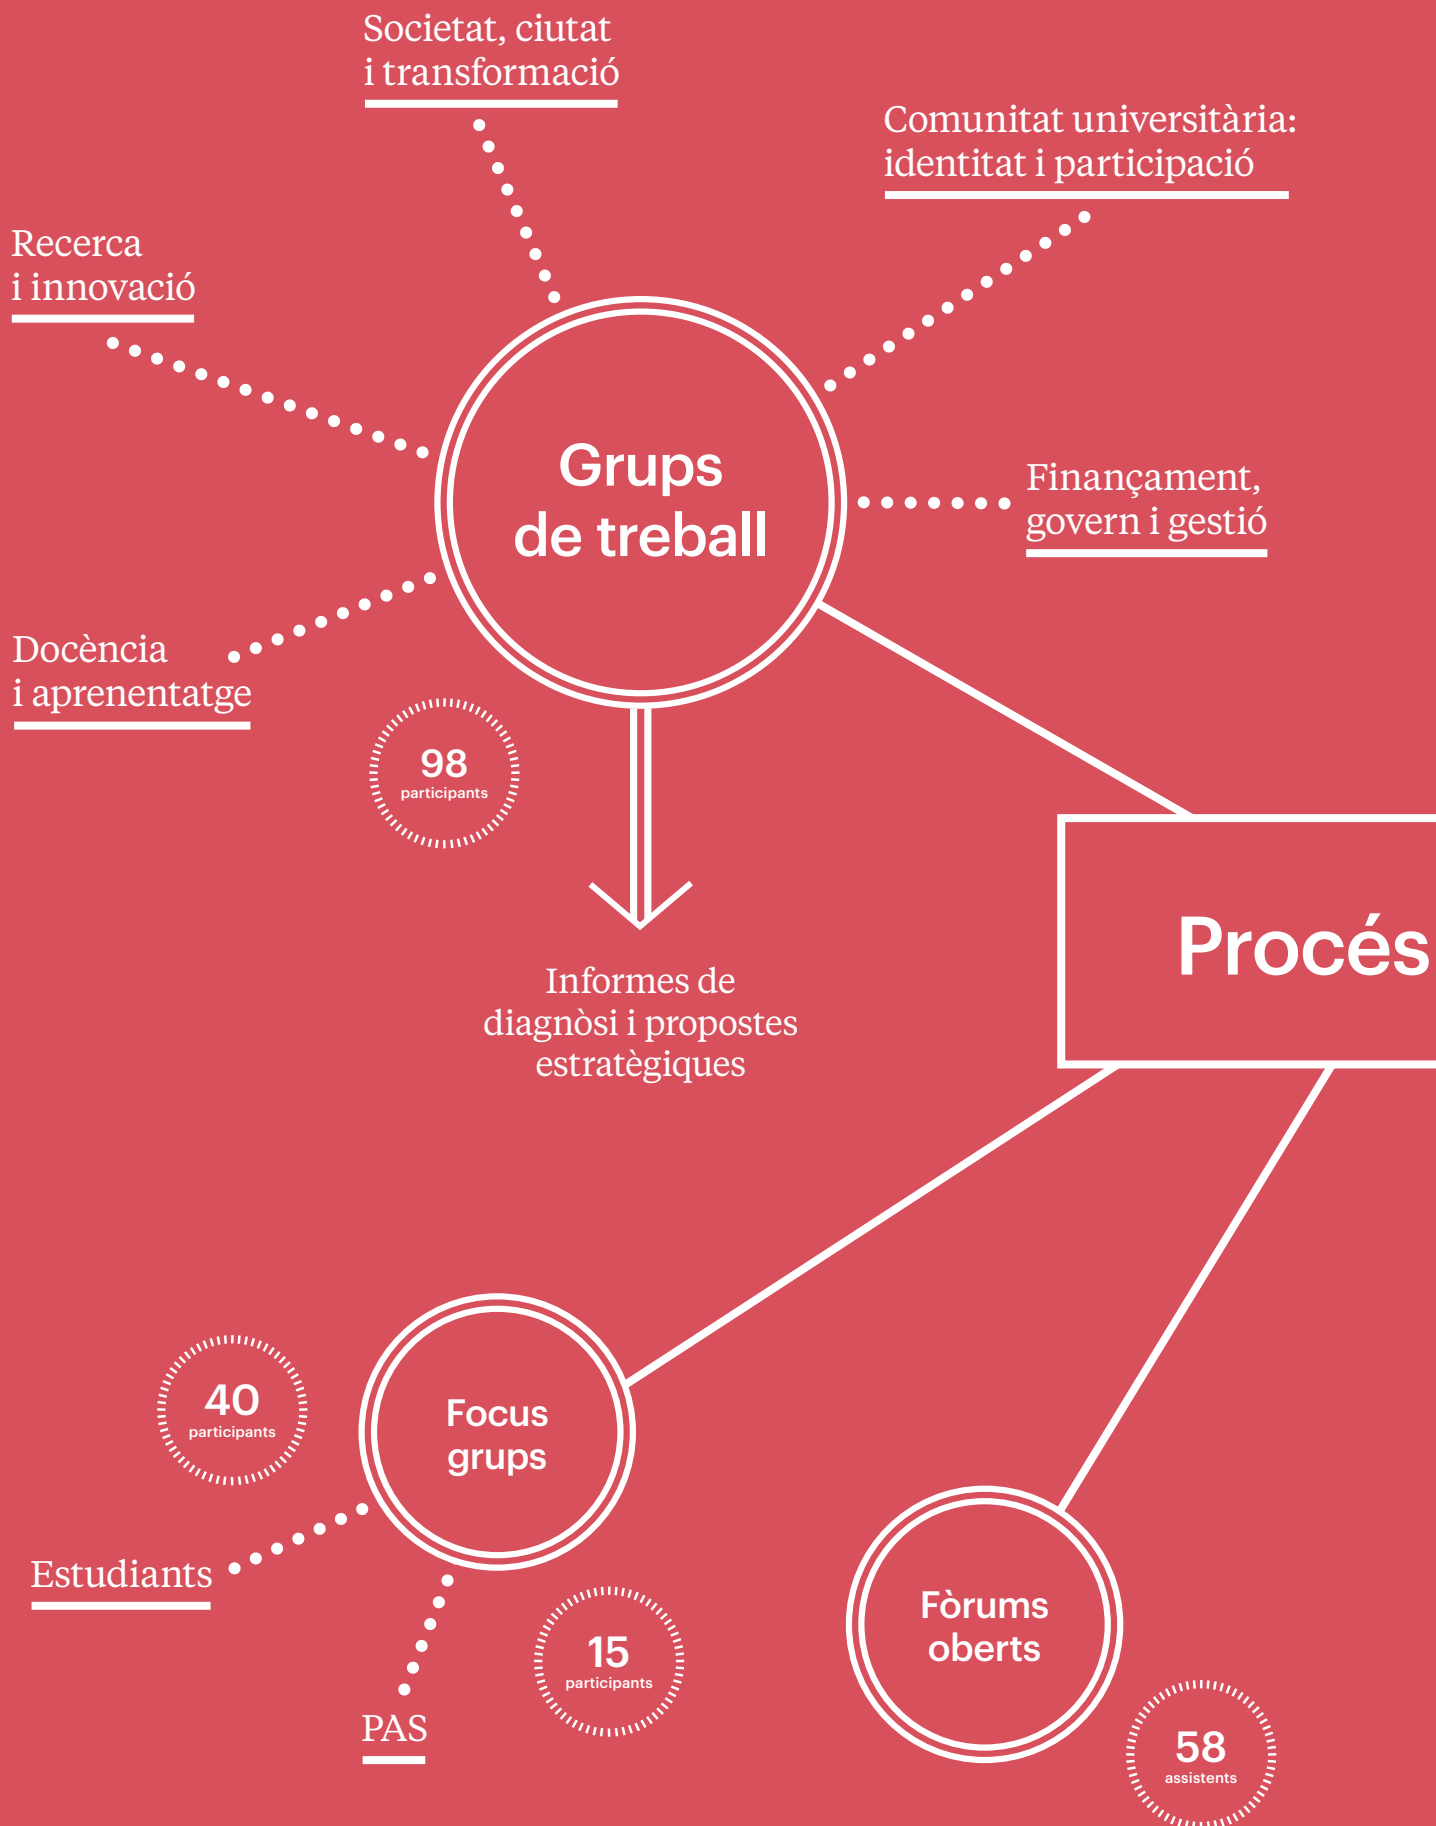 Societat, ciutat
i transformació
Comunitat universitària:
identitat i participació
Recerca
i innovació
Grups
de treball
Finançament,
govern i gestió
Docència
i aprenentatge
98
participants
Procés
Informes de
diagnòsi i propostes
estratègiques
40
participants
Focus
grups
Estudiants
15
participants
PAS
Fòrums
oberts
58
assistents